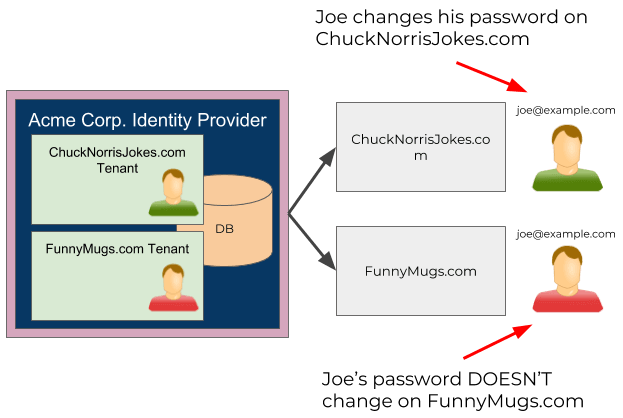 Joe changes his password on
ChuckNorrisJokes.com
joe@example.com
Acme Corp. Identity Provider
ChuckNorrisJokes.com
Tenant
ChuckNorrisJokes.co
m
DB
FunnyMugs.com Tenant
joe@example.com
FunnyMugs.com
Joe’s password DOESN’T
change on FunnyMugs.com